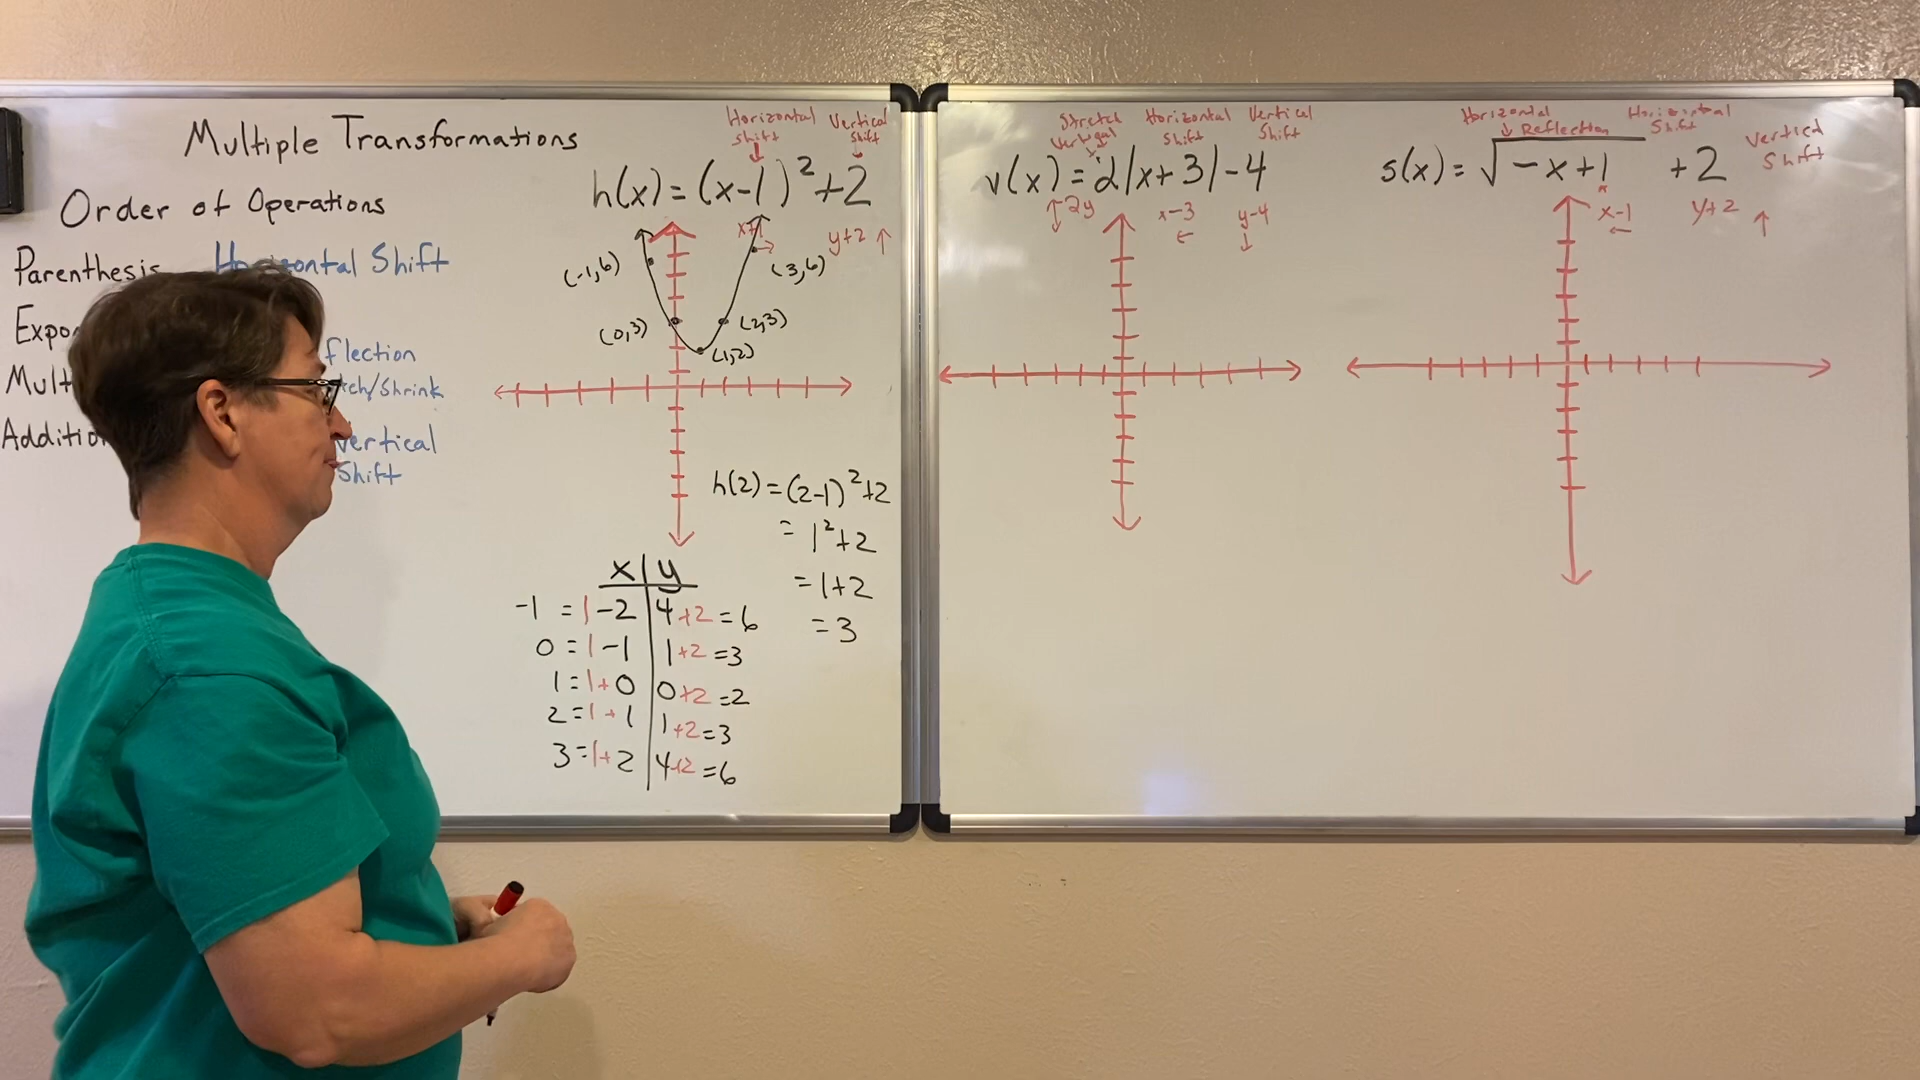 Multiple Transformations
Order of Operations
Parenthesis Horizontal Shift
Expo
flection
Mult
tch/Shrink
Additio
Vertical
Shift
Horizontal
Shift
Vertical
Shift
h(x) = (x-1)² +2
x+1
y+2
(-1,6)
(3,6)
(0,3)
(2,3)
(1,2)
h(2) = (2-1)² +2
= 1² +2
= 1+2
= 3
x | y
-1 = 1 -2 | 4 +2 = 6
0 = 1 -1 | 1 +2 = 3
1 = 1+ 0 | 0 +2 = 2
2 = 1 + 1 | 1 +2 = 3
3 = 1+ 2 | 4 +2 = 6
Stretch
Vertical
Horizontal
Shift
Vertical
Shift
v(x) = 2|x+3|-4
2y
x-3
y-4
Horizontal
Reflection
Horizontal
Shift
Vertical
Shift
s(x) = √-x+1 +2
x-1
y+2